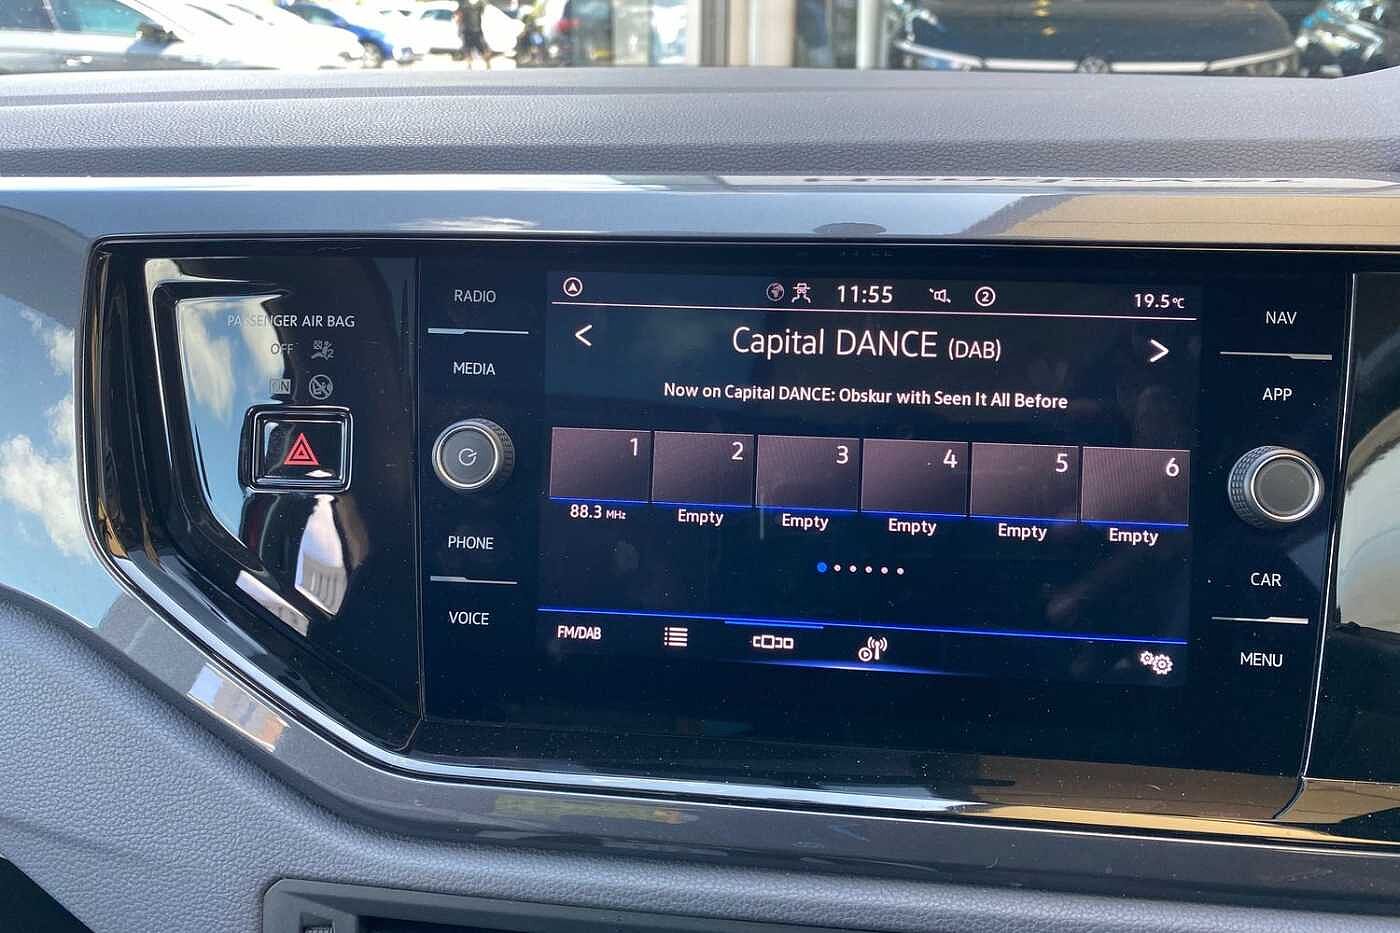 PASSENGER AIR BAG
OFF
ON
2
RADIO
MEDIA
PHONE
VOICE
11:55
2
19.5°C
< Capital DANCE (DAB) >
Now on Capital DANCE: Obskur with Seen It All Before
1 2 3 4 5 6
88.3 MHz Empty Empty Empty Empty Empty
FM/DAB
NAV
APP
CAR
MENU